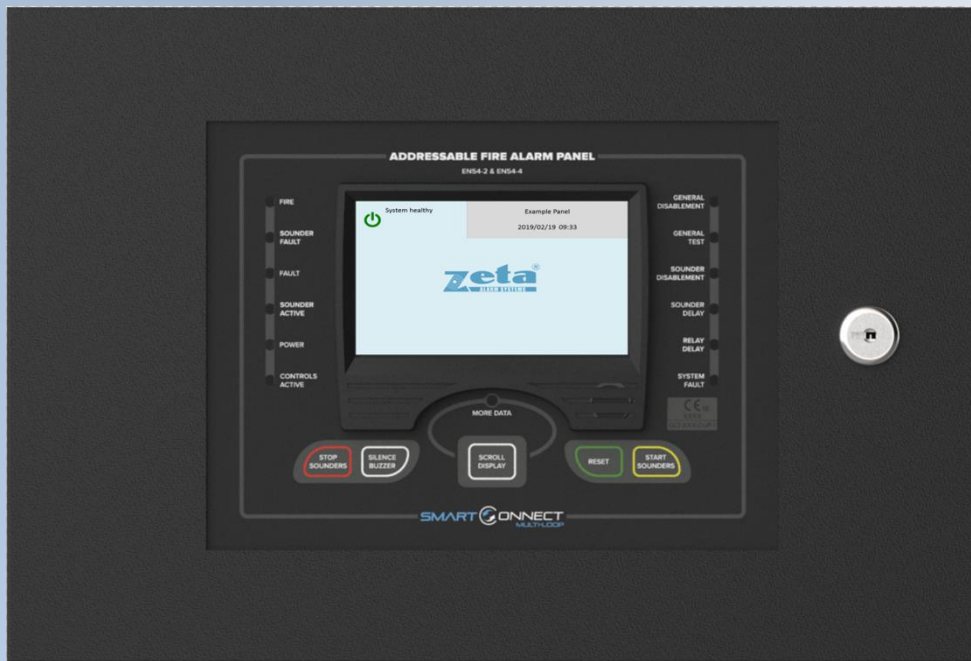 ADDRESSABLE FIRE ALARM PANEL
EN54-2 & EN54-4
FIRE
SOUNDER
FAULT
FAULT
SOUNDER
ACTIVE
POWER
CONTROLS
ACTIVE
System healthy
Example Panel
2019/02/19 09:33
zeta®
ALARM SYSTEMS
GENERAL
DISABLEMENT
GENERAL
TEST
SOUNDER
DISABLEMENT
SOUNDER
DELAY
RELAY
DELAY
SYSTEM
FAULT
CE
MORE DATA
STOP
SOUNDERS
SILENCE
BUZZER
SCROLL
DISPLAY
RESET
START
SOUNDERS
SMART CONNECT
MULTI-LOOP